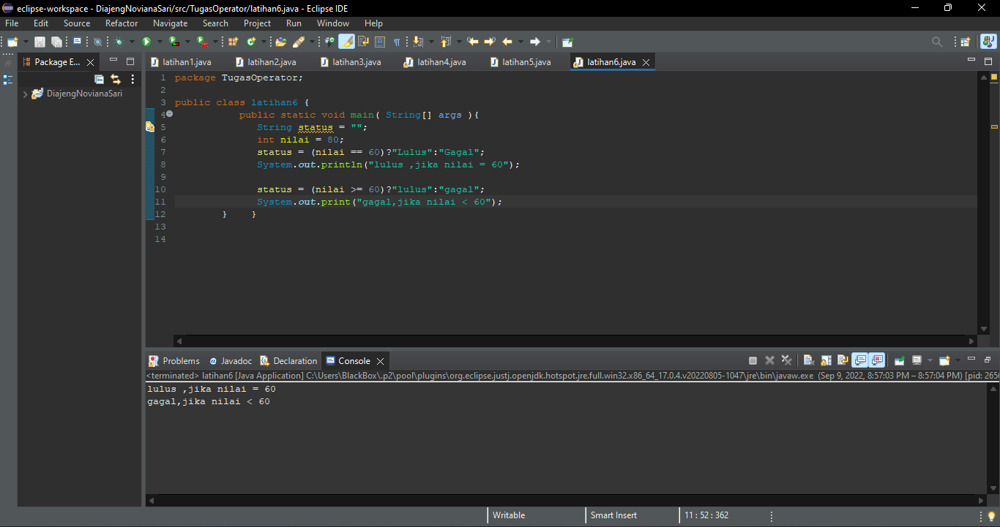 eclipse-workspace - DiajengNovianaSari/src/TugasOperator/latihan6.java - Eclipse IDE
File Edit Source Refactor Navigate Search Project Run Window Help
Package E... latihan1.java latihan2.java latihan3.java latihan4.java latihan5.java latihan6.java
DiajengNovianaSari
1 package TugasOperator;
2
3 public class latihan6 {
4 public static void main( String[] args ){
5 String status = "";
6 int nilai = 80;
7 status = (nilai == 60)?"Lulus":"Gagal";
8 System.out.println("lulus ,jika nilai = 60");
9
10 status = (nilai >= 60)?"lulus":"gagal";
11 System.out.print("gagal,jika nilai < 60");
12 } }
13
14
Problems @ Javadoc Declaration Console
<terminated> latihan6 [Java Application] C:\Users\BlackBox\.p2\pool\plugins\org.eclipse.justj.openjdk.hotspot.jre.full.win32.x86_64_17.0.4.v20220805-1047\jre\bin\javaw.exe (Sep 9, 2022, 8:57:03 PM – 8:57:04 PM) [pid: 265
lulus ,jika nilai = 60
gagal,jika nilai < 60
Writable Smart Insert 11 : 52 : 362